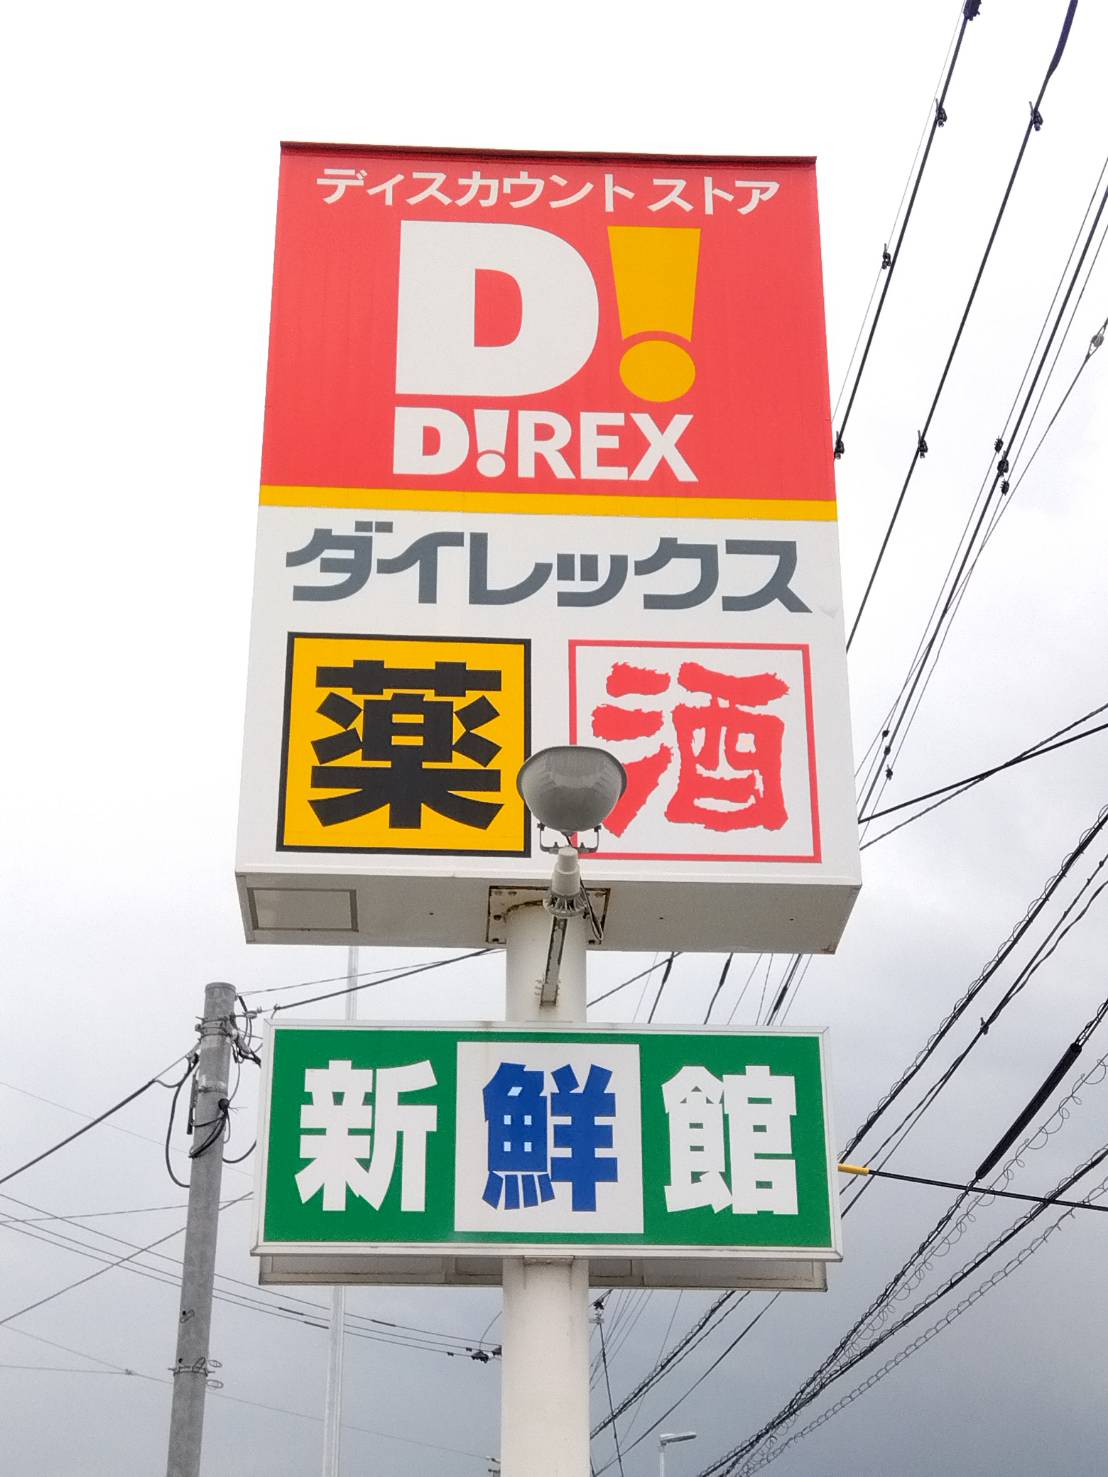 ディスカウント ストア
D!
D!REX
ダイレックス
薬 酒
新鮮館